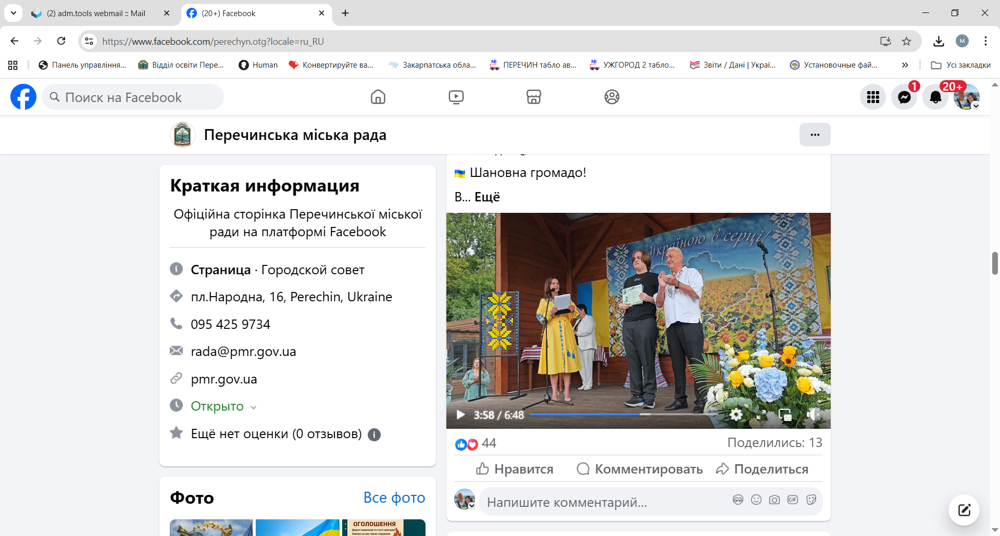 (2) adm.tools webmail :: Mail
(20+) Facebook
https://www.facebook.com/perechyn.otg?locale=ru_RU
M
Панель управління...
Відділ освіти Пере...
Human
Конвертируйте ва...
Закарпатська обла...
ПЕРЕЧИН табло ав...
УЖГОРОД 2 табло...
Звіти / Дані | Украї...
Установочные фай...
Усі закладки
Поиск на Facebook
1
20+
Перечинська міська рада
Краткая информация
Офіційна сторінка Перечинської міської
ради на платформі Facebook
Страница · Городской совет
пл.Народна, 16, Perechin, Ukraine
095 425 9734
rada@pmr.gov.ua
pmr.gov.ua
Открыто
Ещё нет оценки (0 отзывов)
Фото
Все фото
ОГОЛОШЕННЯ
Шановна громадо!
В... Ещё
Україною в серці!
3:58 / 6:48
44
Поделились: 13
Нравится
Комментировать
Поделиться
Напишите комментарий...
GIF